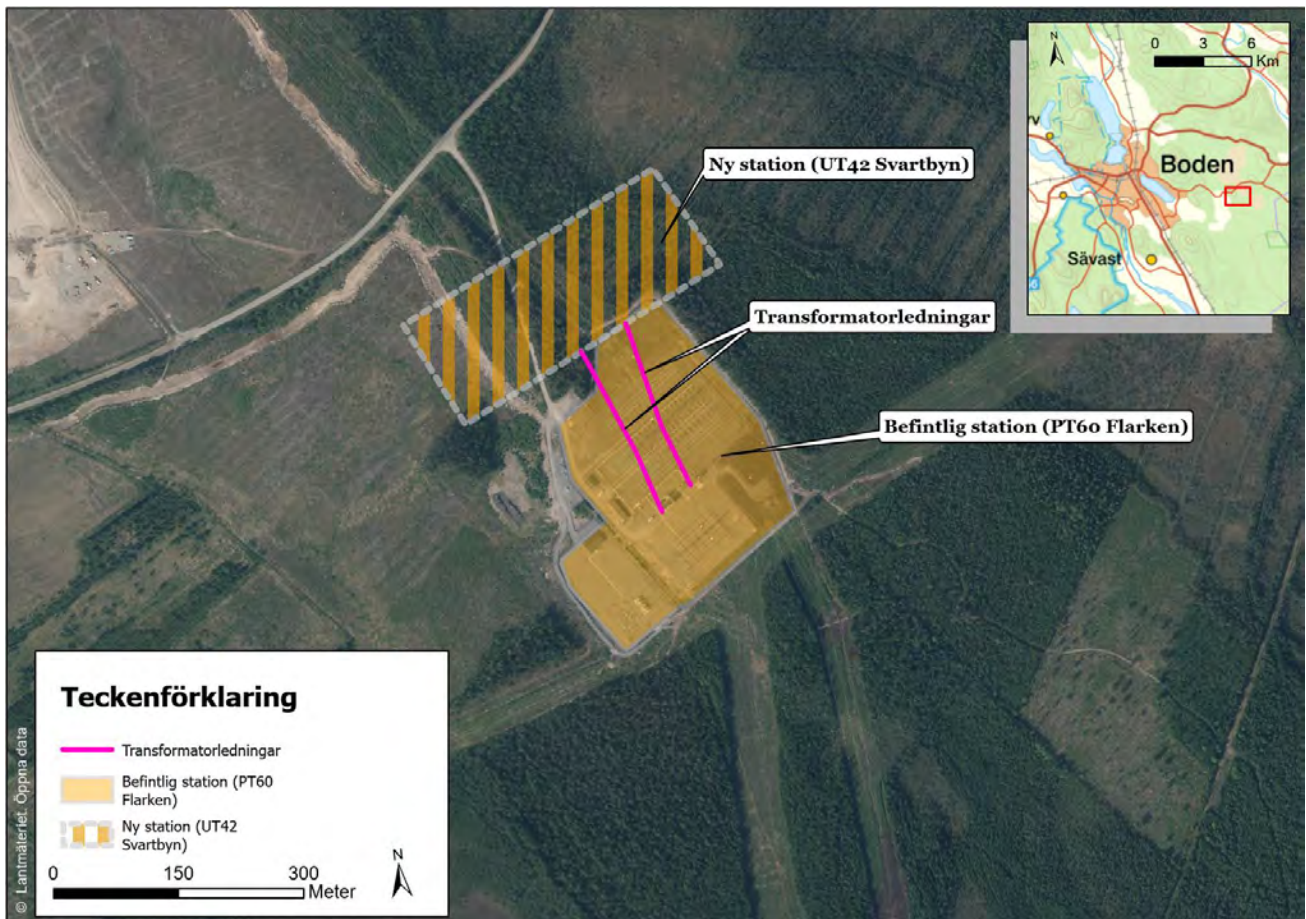 Ny station (UT42 Svartbyn)
Transformatorledningar
Befintlig station (PT60 Flarken)
N
0 3 6
Km
Boden
Sävast
rv
Teckenförklaring
Transformatorledningar
Befintlig station (PT60
Flarken)
Ny station (UT42
Svartbyn)
0 150 300
Meter
N
© Lantmäteriet. Öppna data